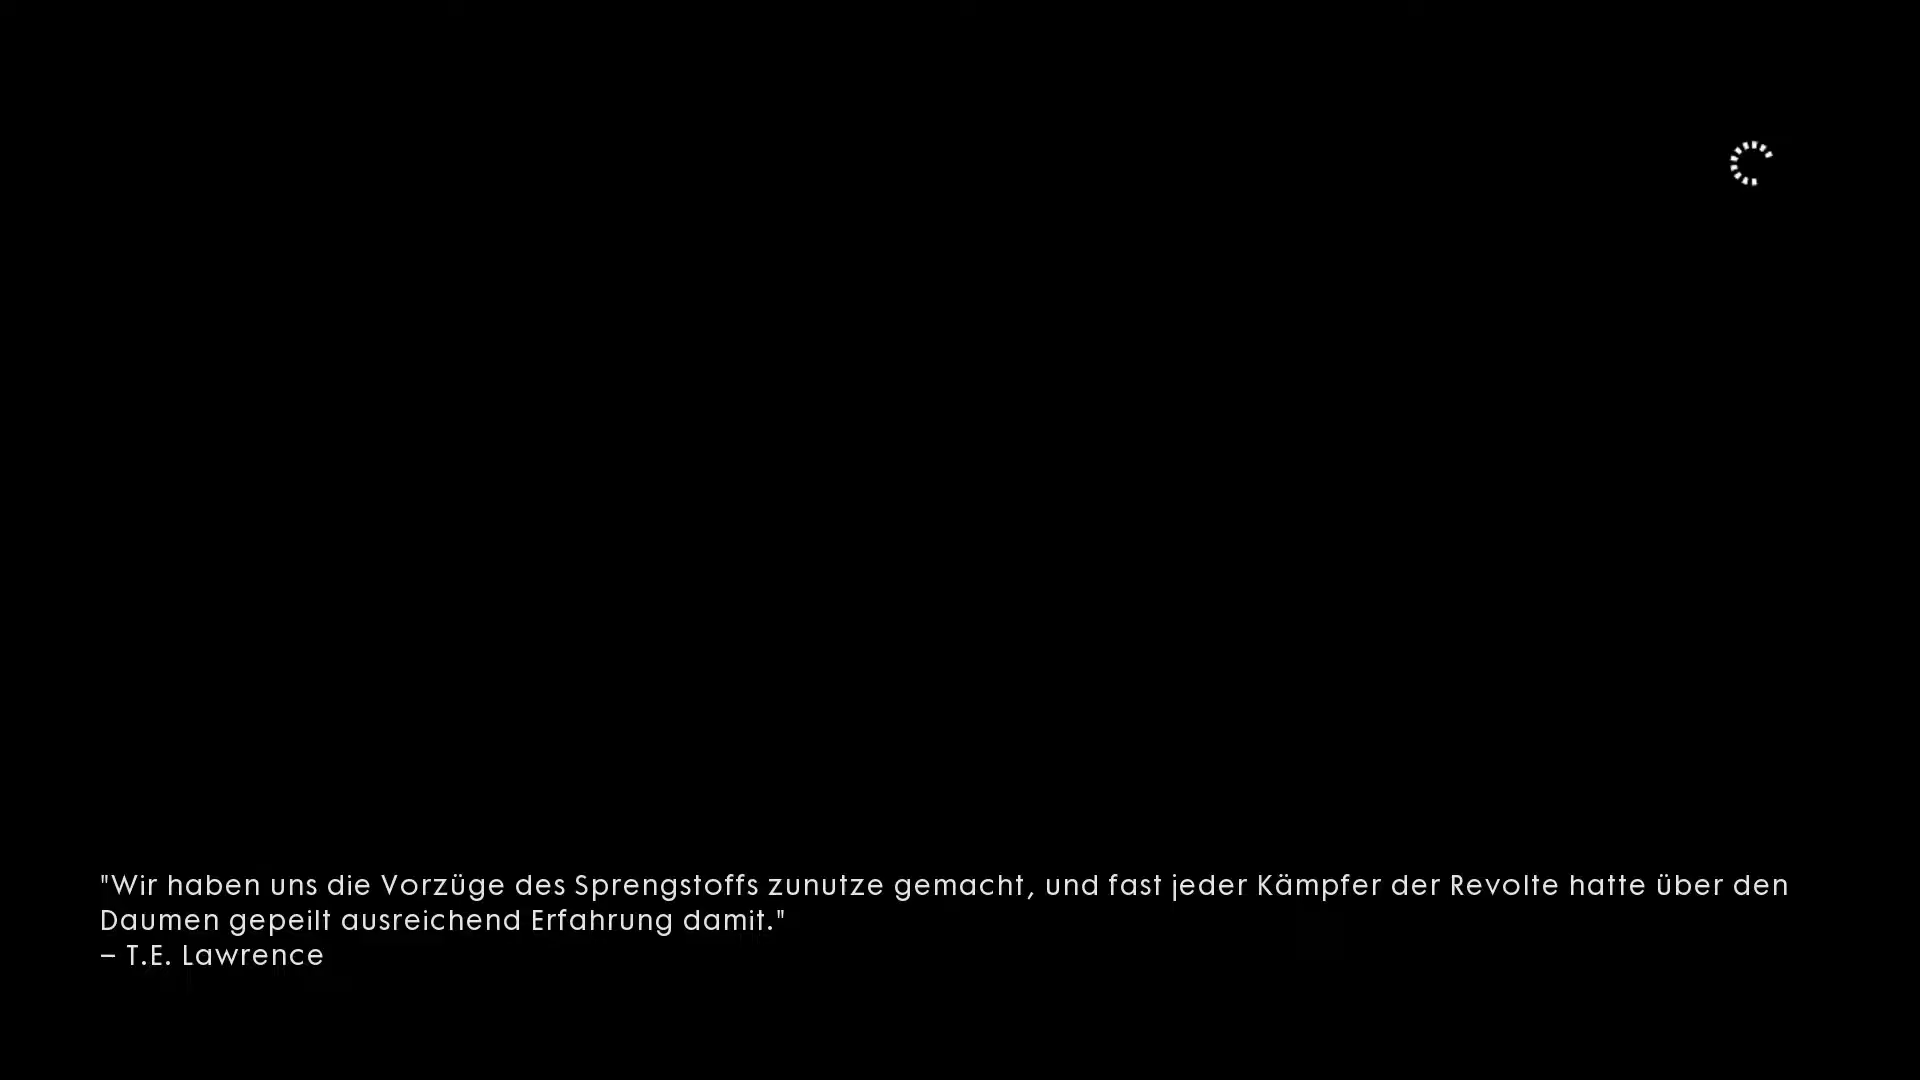 "Wir haben uns die Vorzüge des Sprengstoffs zunutze gemacht, und fast jeder Kämpfer der Revolte hatte über den
Daumen gepeilt ausreichend Erfahrung damit."
– T.E. Lawrence